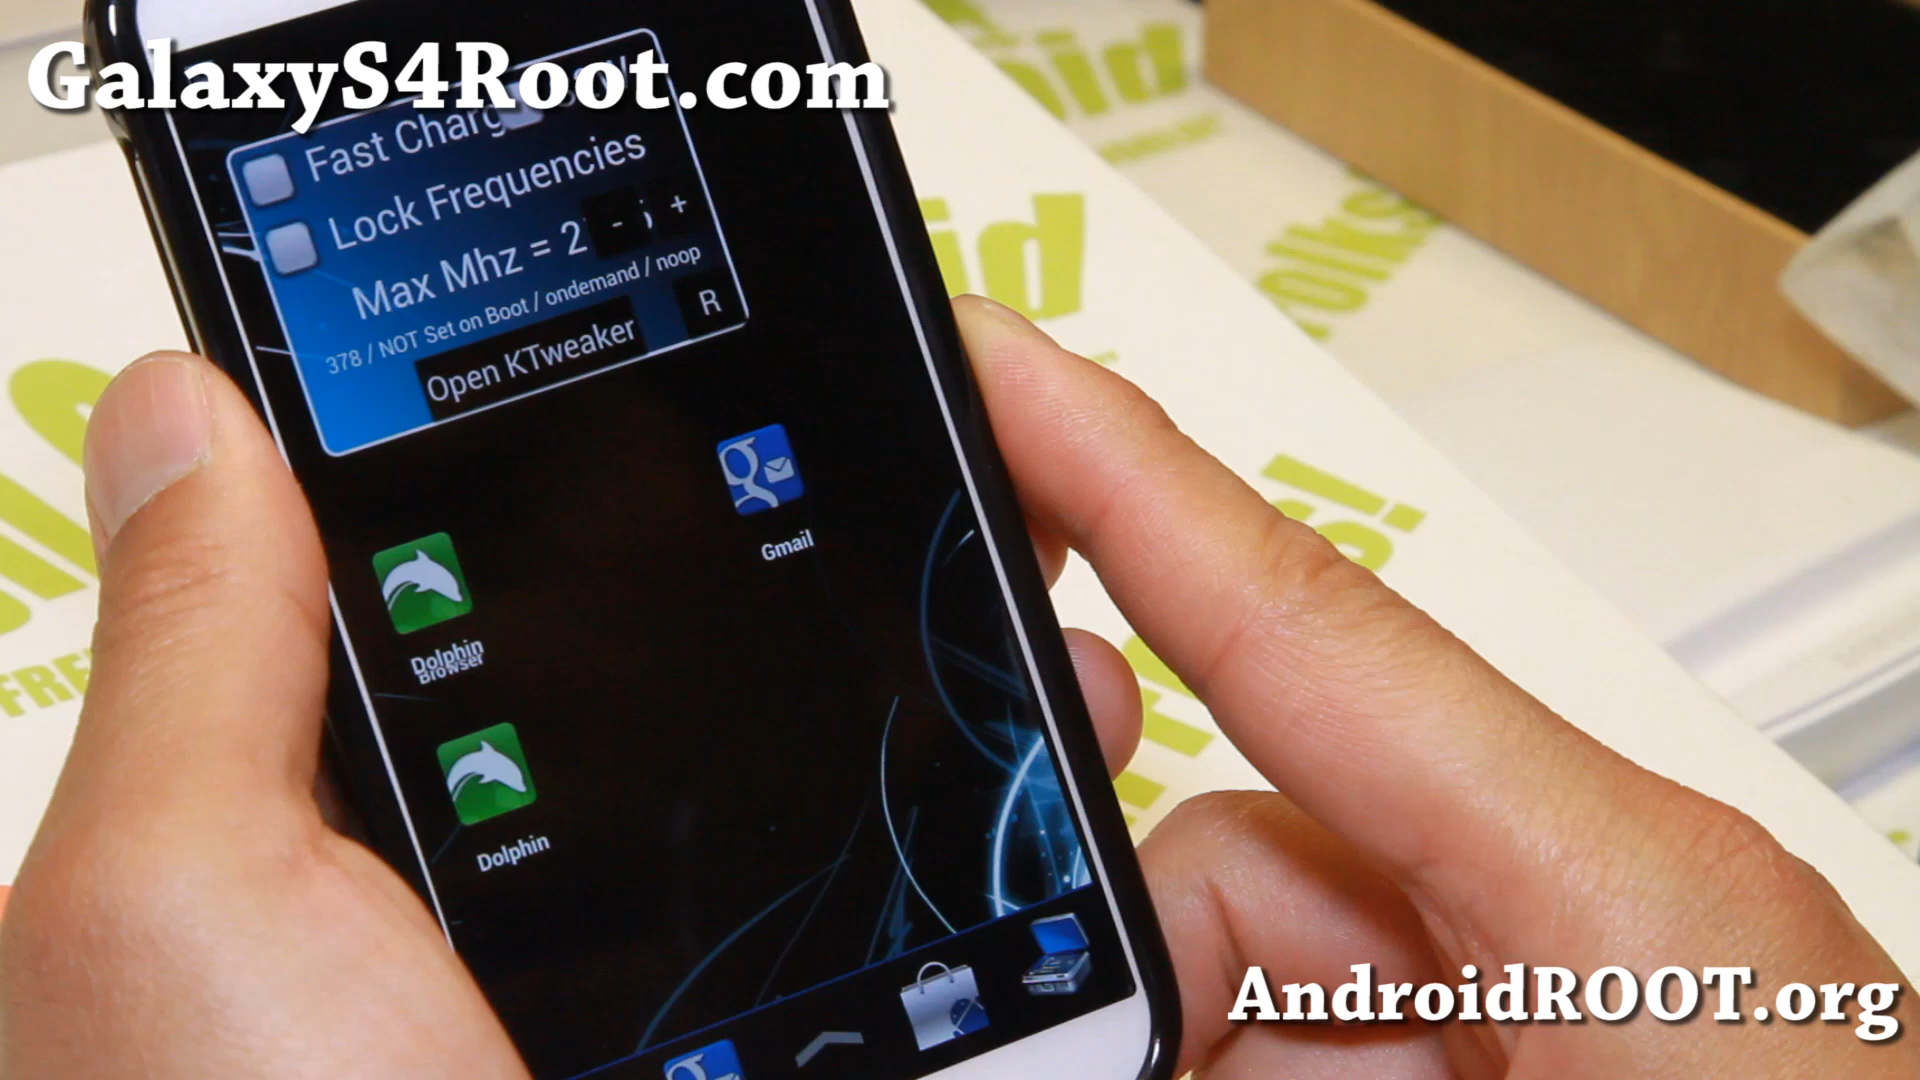 GalaxyS4Root.com
Fast
Lock Frequencies
Max Mhz = 2
- +
378 / NOT Set on Boot / ondemand / noop
Open KTweaker
R
Gmail
Dolphin
Browser
Dolphin
AndroidROOT.org